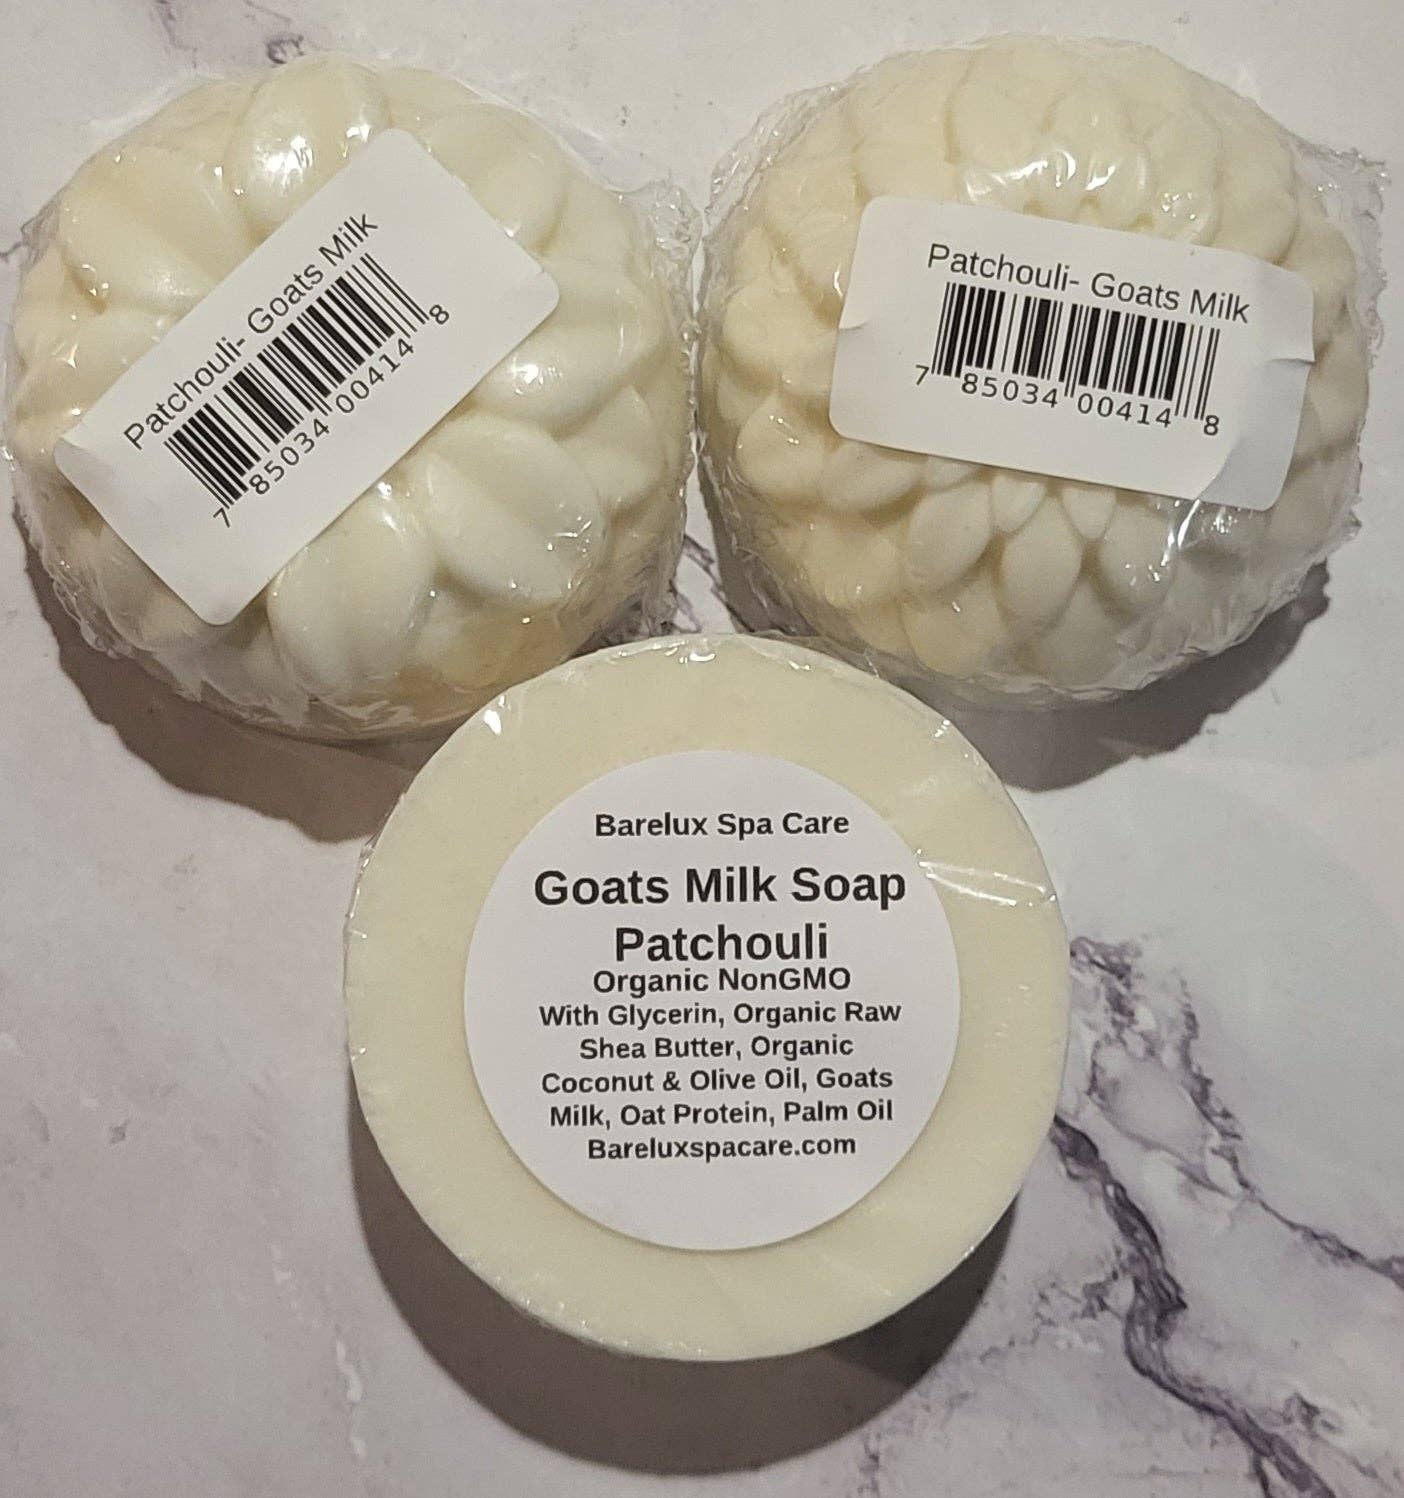 Patchouli- Goats Milk
7 85034 00414 8
Patchouli- Goats Milk
7 85034 00414 8
Barelux Spa Care
Goats Milk Soap
Patchouli
Organic NonGMO
With Glycerin, Organic Raw
Shea Butter, Organic
Coconut & Olive Oil, Goats
Milk, Oat Protein, Palm Oil
Bareluxspacare.com